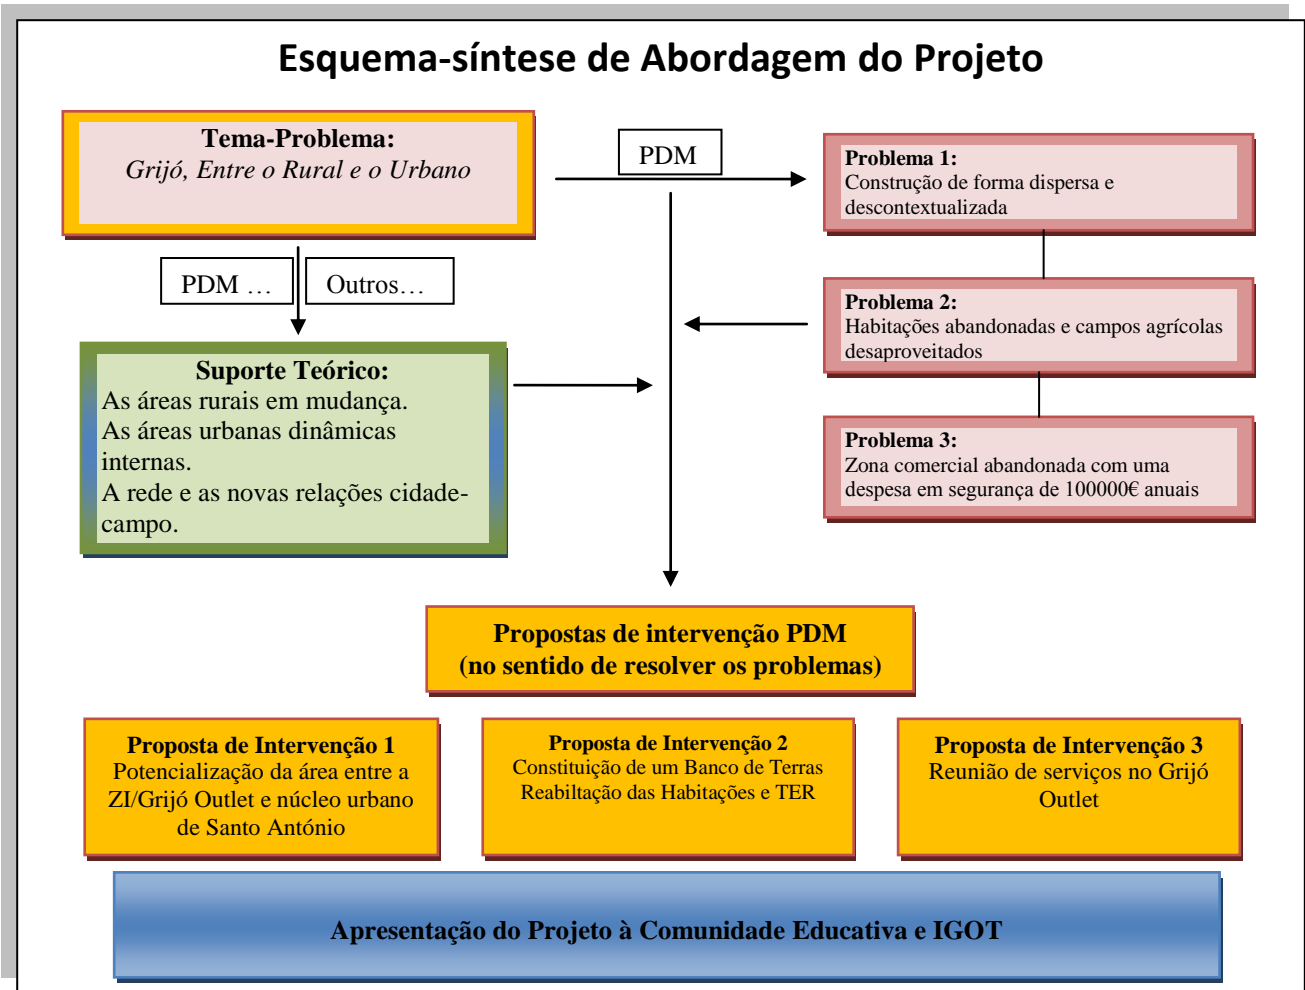 Esquema-síntese de Abordagem do Projeto
Tema-Problema:
Grijó, Entre o Rural e o Urbano
PDM
Problema 1:
Construção de forma dispersa e
descontextualizada
PDM …
Outros…
Problema 2:
Habitações abandonadas e campos agrícolas
desaproveitados
Suporte Teórico:
As áreas rurais em mudança.
As áreas urbanas dinâmicas
internas.
A rede e as novas relações cidade-
campo.
Problema 3:
Zona comercial abandonada com uma
despesa em segurança de 100000€ anuais
Propostas de intervenção PDM
(no sentido de resolver os problemas)
Proposta de Intervenção 1
Potencialização da área entre a
ZI/Grijó Outlet e núcleo urbano
de Santo António
Proposta de Intervenção 2
Constituição de um Banco de Terras
Reabiltação das Habitações e TER
Proposta de Intervenção 3
Reunião de serviços no Grijó
Outlet
Apresentação do Projeto à Comunidade Educativa e IGOT